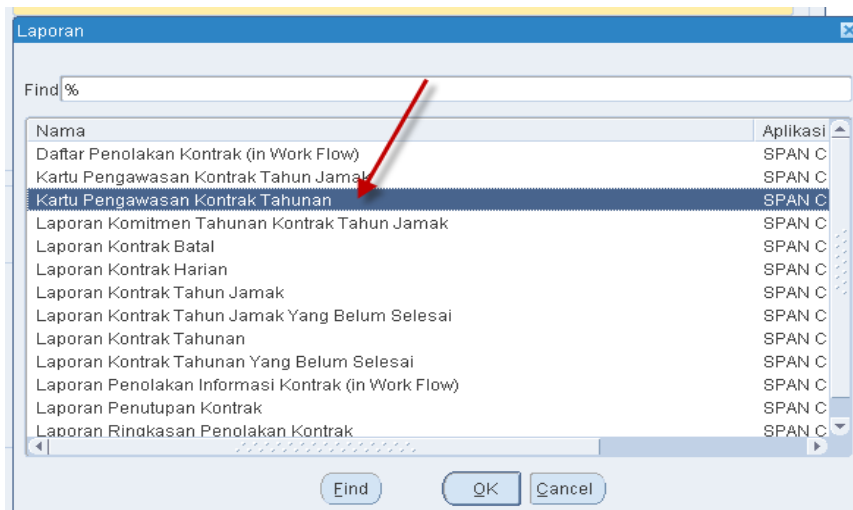 Laporan
Find %
Nama Aplikasi
Daftar Penolakan Kontrak (in Work Flow) SPAN C
Kartu Pengawasan Kontrak Tahun Jamak SPAN C
Kartu Pengawasan Kontrak Tahunan SPAN C
Laporan Komitmen Tahunan Kontrak Tahun Jamak SPAN C
Laporan Kontrak Batal SPAN C
Laporan Kontrak Harian SPAN C
Laporan Kontrak Tahun Jamak SPAN C
Laporan Kontrak Tahun Jamak Yang Belum Selesai SPAN C
Laporan Kontrak Tahunan SPAN C
Laporan Kontrak Tahunan Yang Belum Selesai SPAN C
Laporan Penolakan Informasi Kontrak (in Work Flow) SPAN C
Laporan Penutupan Kontrak SPAN C
Laporan Ringkasan Penolakan Kontrak SPAN C
Find OK Cancel